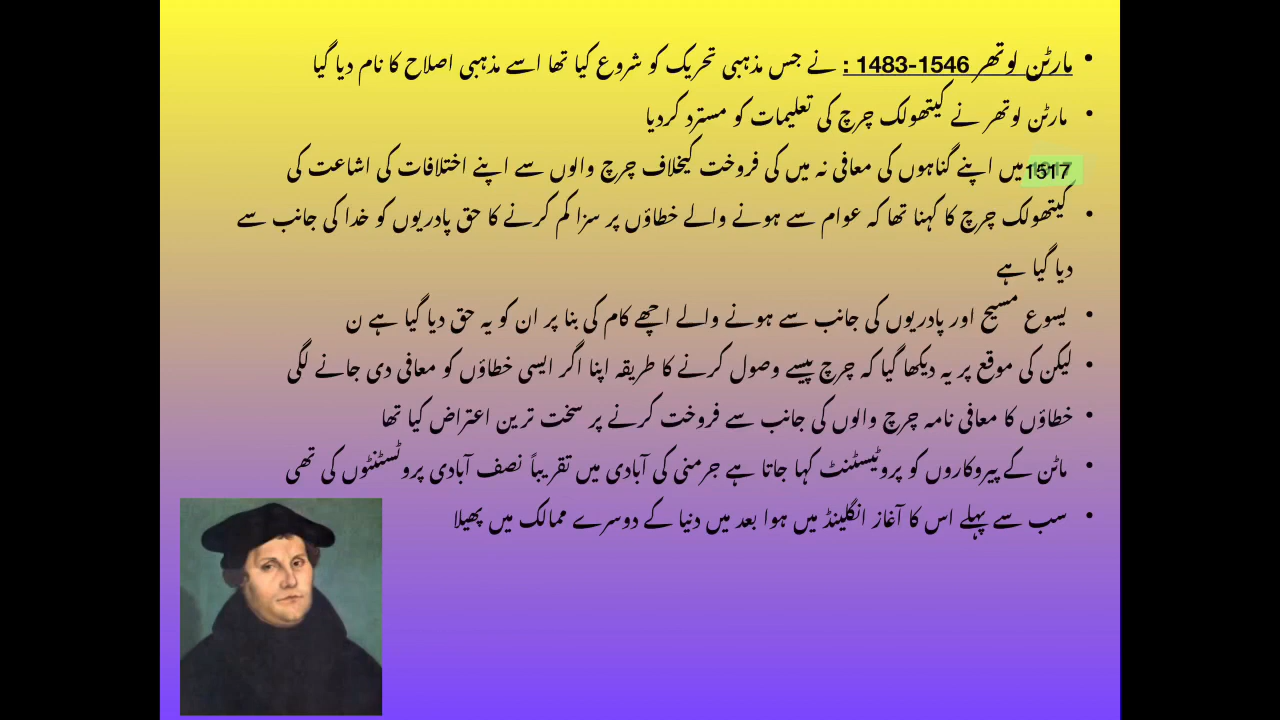 • مارٹن لوتھر 1546-1483 : نے جس مذہبی تحریک کو شروع کیا تھا اسے مذہبی اصلاح کا نام دیا گیا
• مارٹن لوتھر نے کیتھولک چرچ کی تعلیمات کو مسترد کردیا
1517 میں اپنے گناہوں کی معافی نہ میں کی فروخت کیخلاف چرچ والوں سے اپنے اختلافات کی اشاعت کی
• کیتھولک چرچ کا کہنا تھا کہ عوام سے ہونے والے خطاؤں پر سزا کم کرنے کا حق پادریوں کو خدا کی جانب سے
دیا گیا ہے
• یسوع مسیح اور پادریوں کی جانب سے ہونے والے اچھے کام کی بنا پر ان کو یہ حق دیا گیا ہے ن
• لیکن کی موقع پر یہ دیکھا گیا کہ چرچ پیسے وصول کرنے کا طریقہ اپنا اگر ایسی خطاؤں کو معافی دی جانے لگی
• خطاؤں کا معافی نامہ چرچ والوں کی جانب سے فروخت کرنے پر سخت ترین اعتراض کیا تھا
• ماٹن کے پیروکاروں کو پروٹیسٹنٹ کہا جاتا ہے جرمنی کی آبادی میں تقریباً نصف آبادی پروٹسٹنٹوں کی تھی
• سب سے پہلے اس کا آغاز انگلینڈ میں ہوا بعد میں دنیا کے دوسرے ممالک میں پھیلا